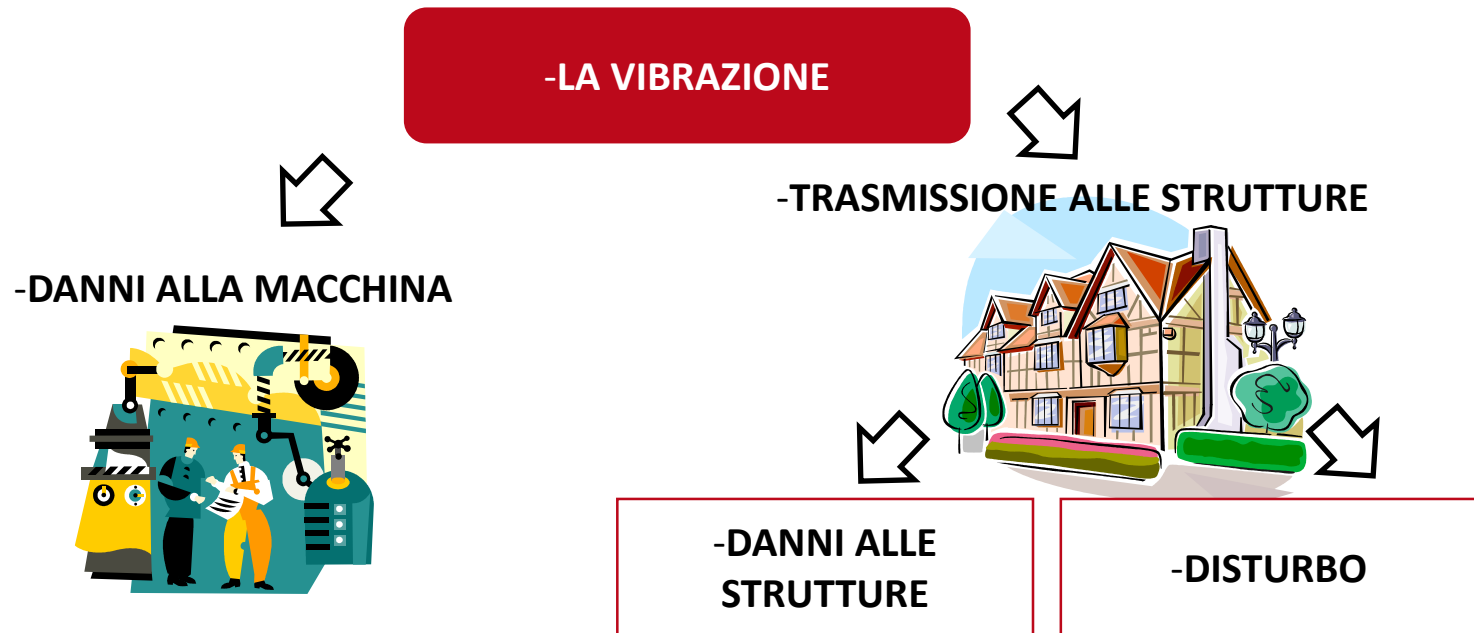 -LA VIBRAZIONE
-TRASMISSIONE ALLE STRUTTURE
-DANNI ALLA MACCHINA
-DANNI ALLE
STRUTTURE
-DISTURBO